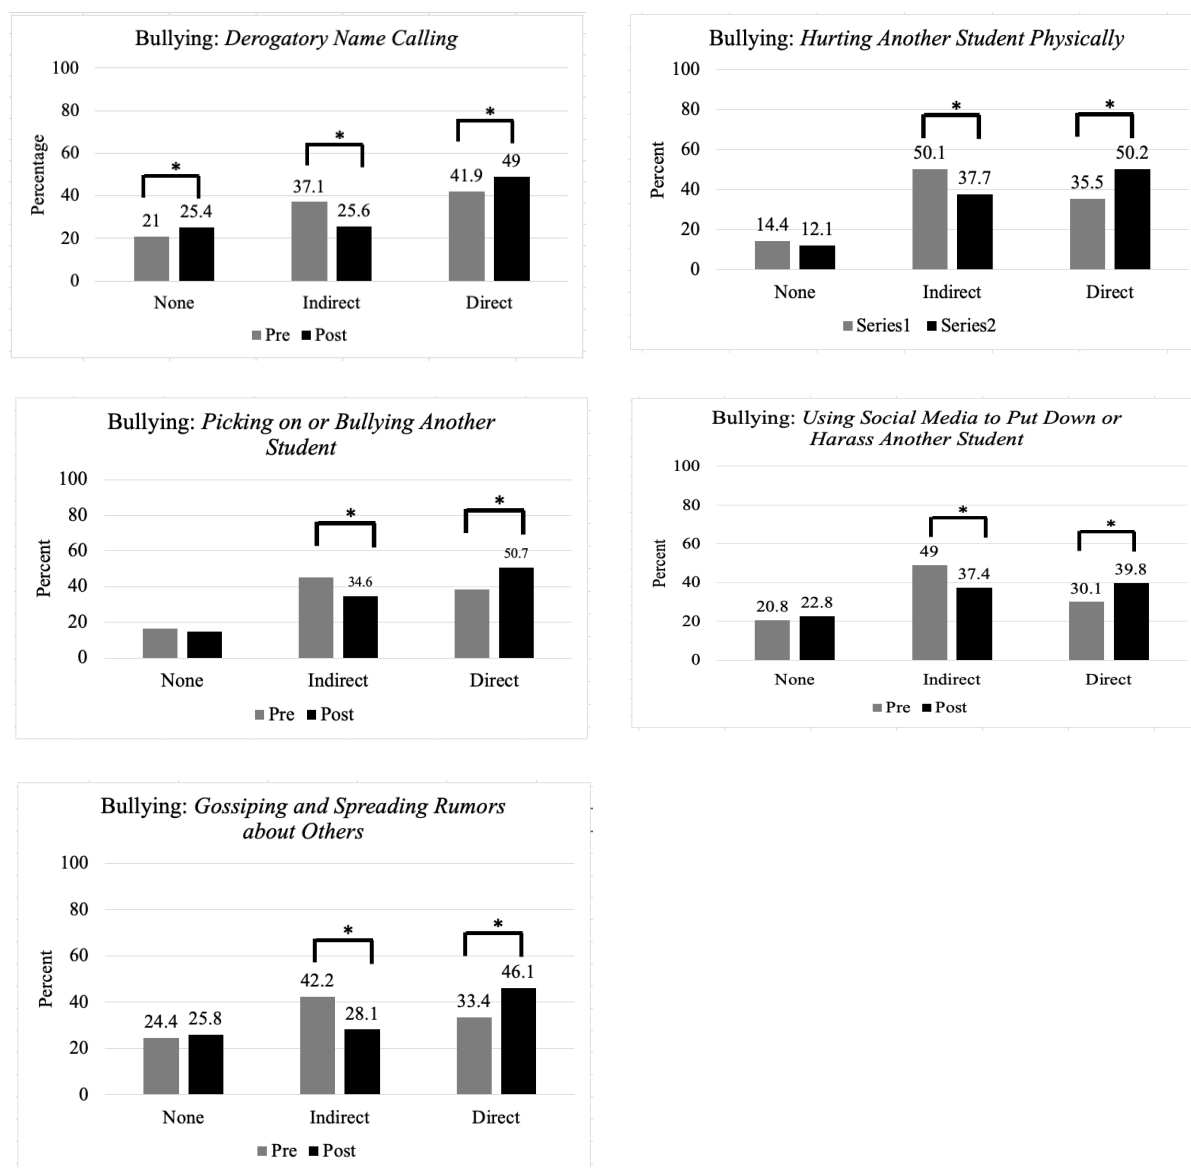 Bullying: Derogatory Name Calling
100
80
60
40
20
0
Percentage
*
*
*
21
25.4
37.1
25.6
41.9
49
None
Indirect
Direct
Pre
Post
Bullying: Hurting Another Student Physically
100
80
60
40
20
0
Percent
*
*
14.4
12.1
50.1
37.7
35.5
50.2
None
Indirect
Direct
Series1
Series2
Bullying: Picking on or Bullying Another
Student
100
80
60
40
20
0
Percent
*
*
34.6
50.7
None
Indirect
Direct
Pre
Post
Bullying: Using Social Media to Put Down or
Harass Another Student
100
80
60
40
20
0
Percent
*
*
20.8
22.8
49
37.4
30.1
39.8
None
Indirect
Direct
Pre
Post
Bullying: Gossiping and Spreading Rumors
about Others
100
80
60
40
20
0
Percent
*
*
24.4
25.8
42.2
28.1
33.4
46.1
None
Indirect
Direct
Pre
Post